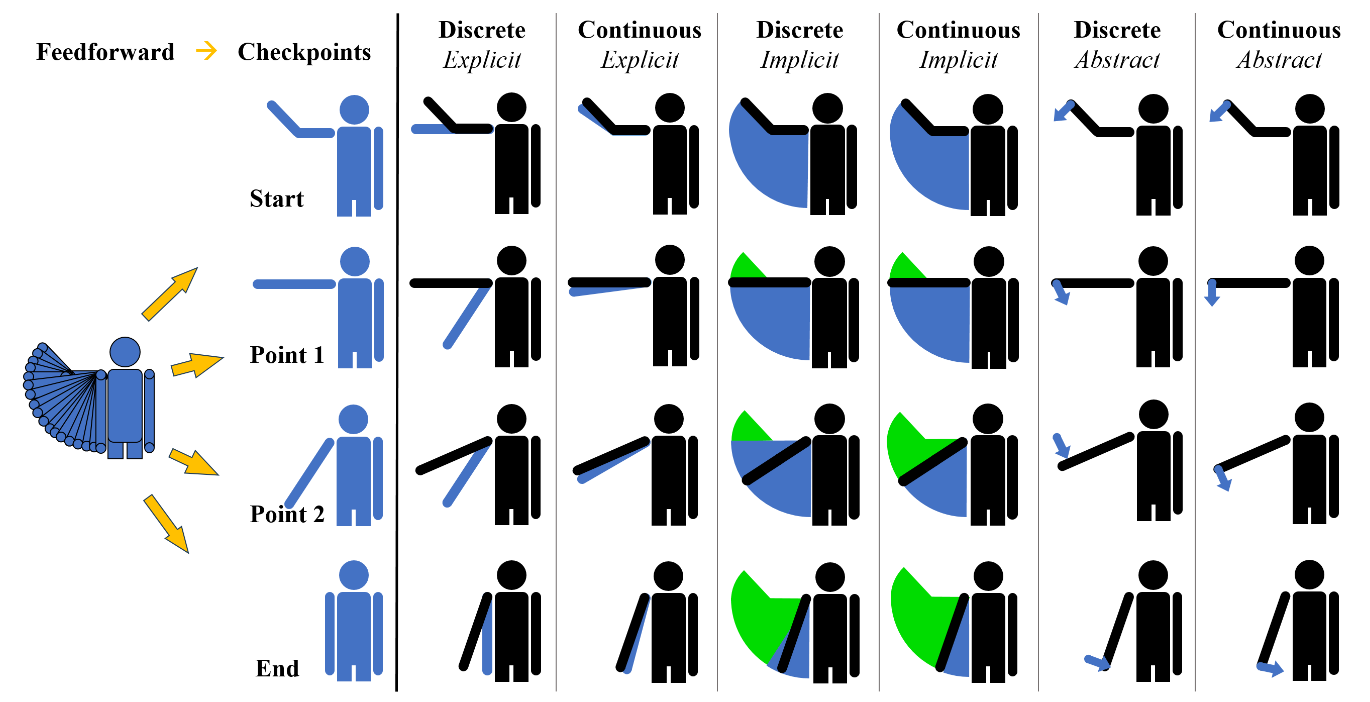 Feedforward → Checkpoints
Discrete
Explicit
Continuous
Explicit
Discrete
Implicit
Continuous
Implicit
Discrete
Abstract
Continuous
Abstract
Start
Point 1
Point 2
End